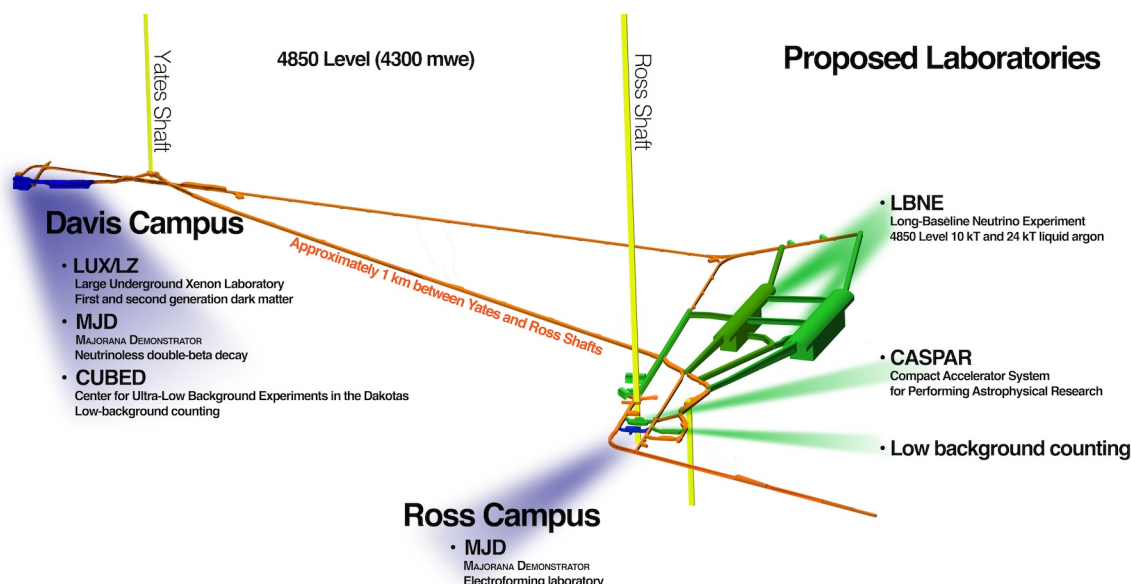 4850 Level (4300 mwe)
Proposed Laboratories
Yates Shaft
Ross Shaft
Davis Campus
• LUX/LZ
Large Underground Xenon Laboratory
First and second generation dark matter
• MJD
MAJORANA DEMONSTRATOR
Neutrinoless double-beta decay
• CUBED
Center for Ultra-Low Background Experiments in the Dakotas
Low-background counting
Approximately 1 km between Yates and Ross Shafts
• LBNE
Long-Baseline Neutrino Experiment
4850 Level 10 kT and 24 kT liquid argon
• CASPAR
Compact Accelerator System
for Performing Astrophysical Research
• Low background counting
Ross Campus
• MJD
MAJORANA DEMONSTRATOR
Electroforming laboratory